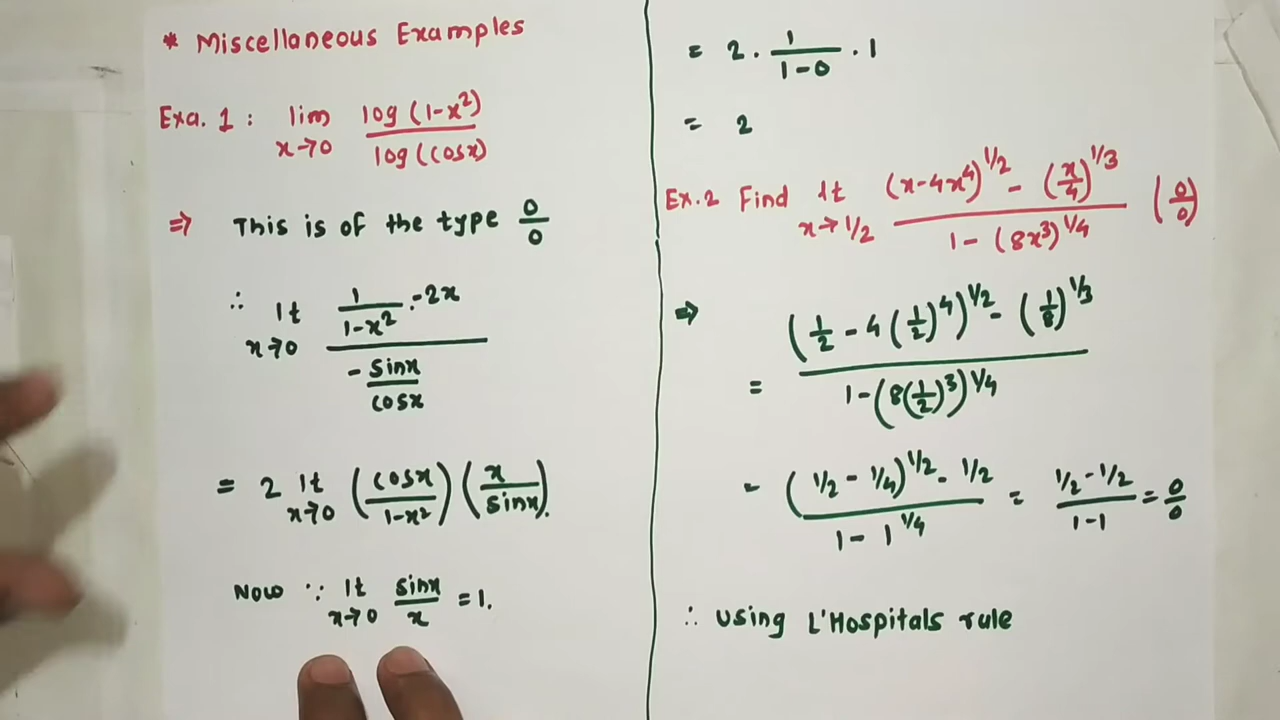 * Miscellaneous Examples
Exa. 1 : lim x→0 log (1-x²) / log (cosx)
⇒ This is of the type 0/0
∴ lt x→0 (1/(1-x²) · -2x) / (- sinx/cosx)
= 2 lt x→0 (cosx / 1-x²) (x / sinx).
Now ∵ lt x→0 sinx / x = 1.
= 2 · 1 / 1-0 · 1
= 2
Ex. 2 Find lt x→1/2 ((x-4x⁴)^1/2 - (x/4)^1/3) / (1 - (8x³)^1/4) (0/0)
⇒
= ((1/2 - 4(1/2)⁴)^1/2 - (1/8)^1/3) / (1 - (8(1/2)³)^1/4)
= ((1/2 - 1/4)^1/2 - 1/2) / (1 - 1^1/4) = (1/2 - 1/2) / (1-1) = 0/0
∴ using L'Hospitals rule